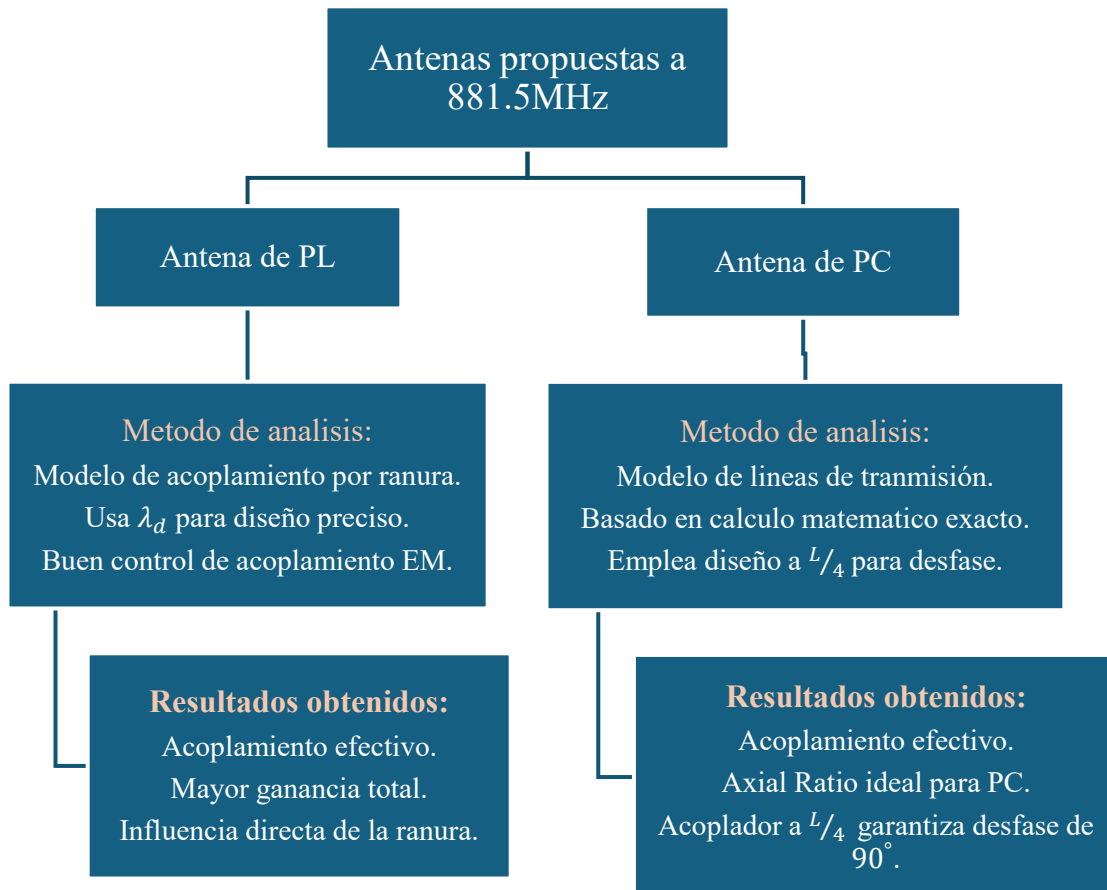 Antenas propuestas a
881.5MHz
Antena de PL
Antena de PC
Metodo de analisis:
Modelo de acoplamiento por ranura.
Usa λd para diseño preciso.
Buen control de acoplamiento EM.
Metodo de analisis:
Modelo de lineas de tranmisión.
Basado en calculo matematico exacto.
Emplea diseño a L/4 para desfase.
Resultados obtenidos:
Acoplamiento efectivo.
Mayor ganancia total.
Influencia directa de la ranura.
Resultados obtenidos:
Acoplamiento efectivo.
Axial Ratio ideal para PC.
Acoplador a L/4 garantiza desfase de
90°.